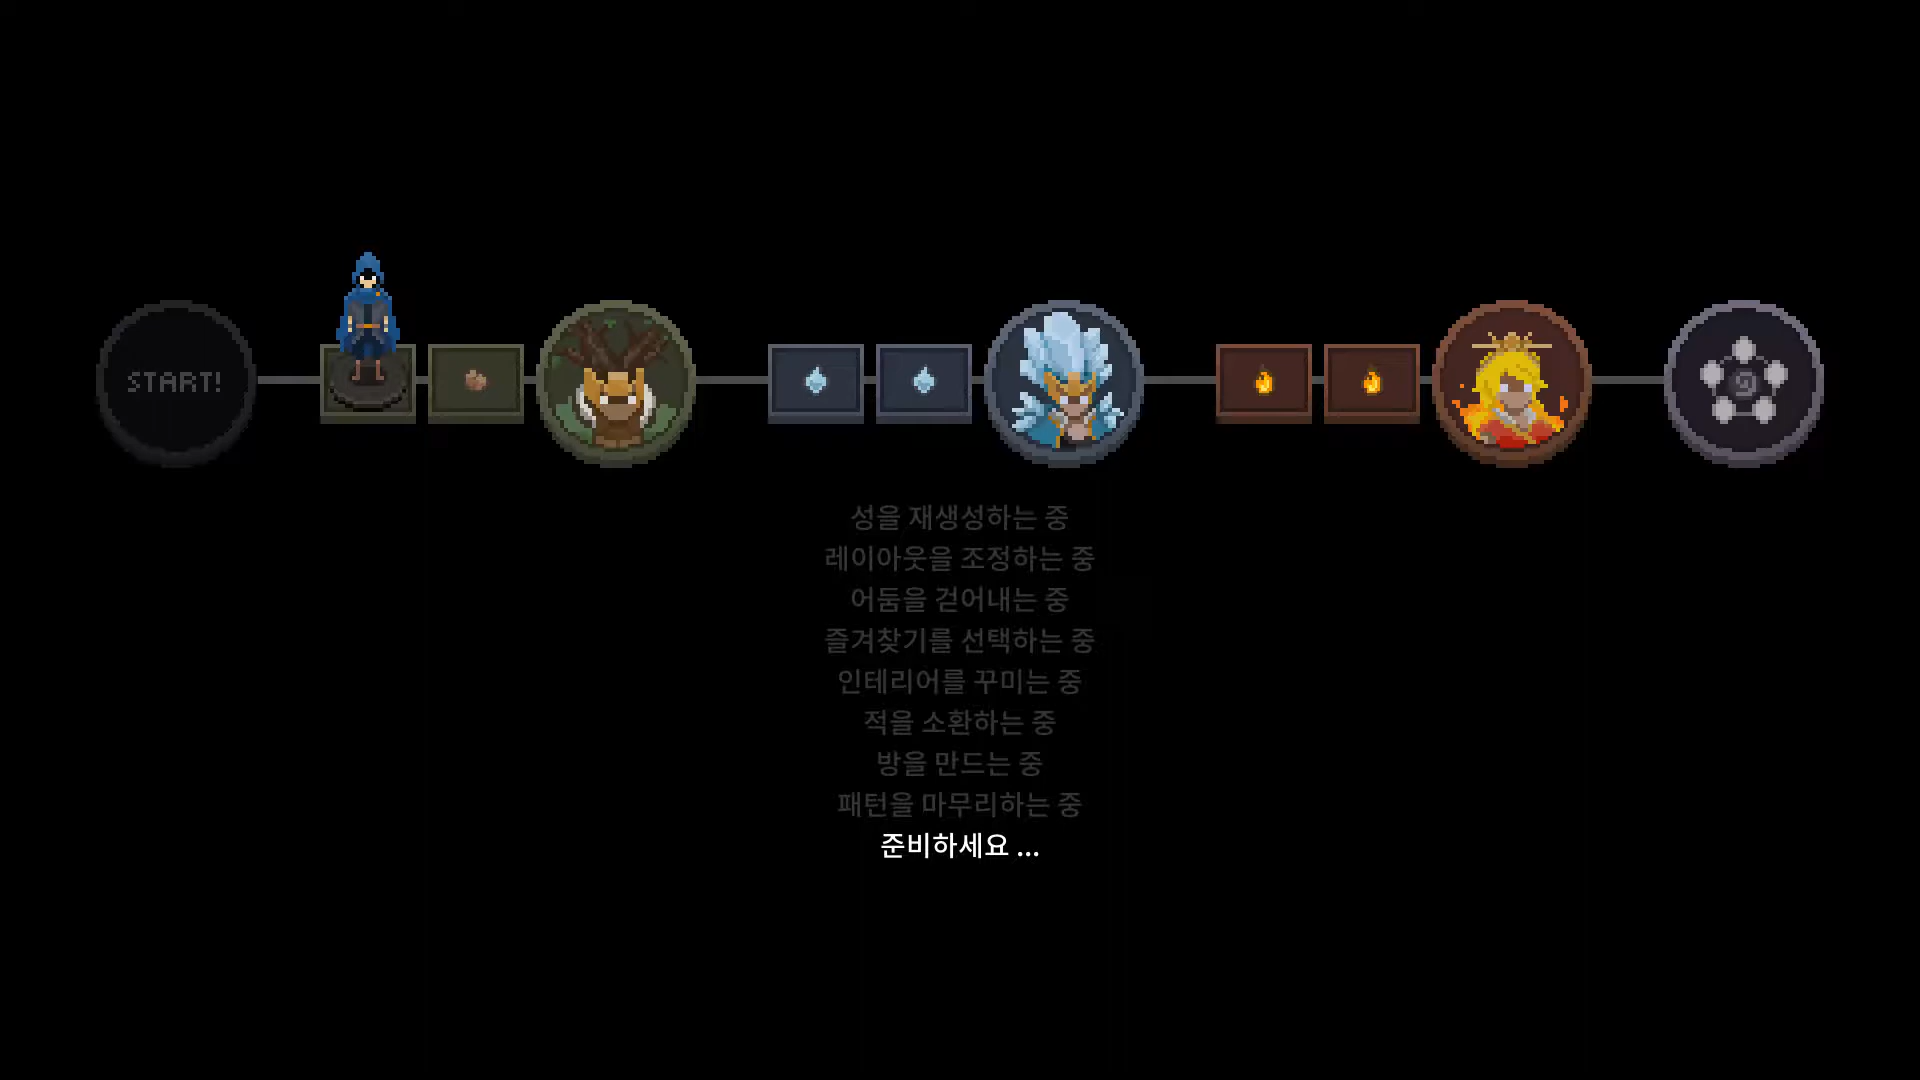 START!
성을 재생성하는 중
레이아웃을 조정하는 중
어둠을 걷어내는 중
즐겨찾기를 선택하는 중
인테리어를 꾸미는 중
적을 소환하는 중
방을 만드는 중
패턴을 마무리하는 중
준비하세요 ...